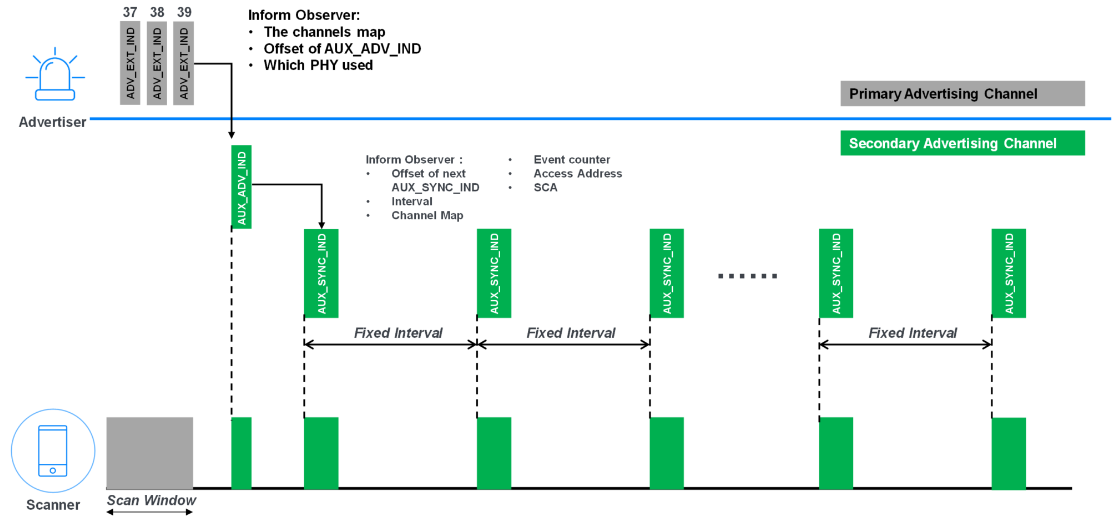 37 38 39
ADV_EXT_IND
ADV_EXT_IND
ADV_EXT_IND
Inform Observer:
• The channels map
• Offset of AUX_ADV_IND
• Which PHY used
Advertiser
Primary Advertising Channel
Secondary Advertising Channel
AUX_ADV_IND
Inform Observer :
• Offset of next
AUX_SYNC_IND
• Interval
• Channel Map
• Event counter
• Access Address
• SCA
AUX_SYNC_IND
AUX_SYNC_IND
AUX_SYNC_IND
......
AUX_SYNC_IND
AUX_SYNC_IND
Fixed Interval
Fixed Interval
Fixed Interval
Scanner
Scan Window